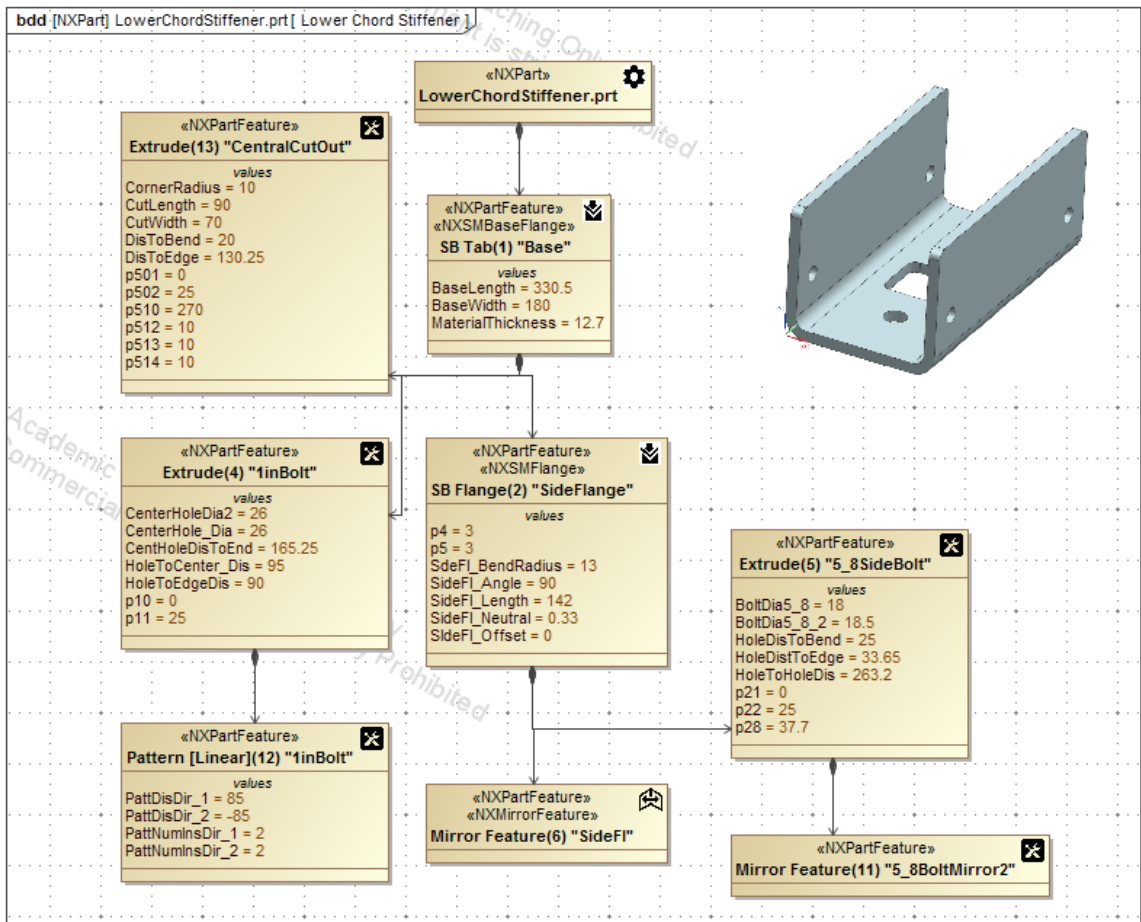 bdd [NXPart] LowerChordStiffener.prt [ Lower Chord Stiffener ]
«NXPart»
LowerChordStiffener.prt
«NXPartFeature»
Extrude(13) "CentralCutOut"
values
CornerRadius = 10
CutLength = 90
CutWidth = 70
DisToBend = 20
DisToEdge = 130.25
p501 = 0
p502 = 25
p510 = 270
p512 = 10
p513 = 10
p514 = 10
«NXPartFeature»
«NXSMBaseFlange»
SB Tab(1) "Base"
values
BaseLength = 330.5
BaseWidth = 180
MaterialThickness = 12.7
«NXPartFeature»
Extrude(4) "1inBolt"
values
CenterHoleDia2 = 26
CenterHole_Dia = 26
CentHoleDisToEnd = 165.25
HoleToCenter_Dis = 95
HoleToEdgeDis = 90
p10 = 0
p11 = 25
«NXPartFeature»
«NXSMFlange»
SB Flange(2) "SideFlange"
values
p4 = 3
p5 = 3
SdeFl_BendRadius = 13
SideFl_Angle = 90
SideFl_Length = 142
SideFl_Neutral = 0.33
SIdeFl_Offset = 0
«NXPartFeature»
Extrude(5) "5_8SideBolt"
values
BoltDia5_8 = 18
BoltDia5_8_2 = 18.5
HoleDisToBend = 25
HoleDistToEdge = 33.65
HoleToHoleDis = 263.2
p21 = 0
p22 = 25
p28 = 37.7
«NXPartFeature»
Pattern [Linear](12) "1inBolt"
values
PattDisDir_1 = 85
PattDisDir_2 = -85
PattNumInsDir_1 = 2
PattNumInsDir_2 = 2
«NXPartFeature»
«NXMirrorFeature»
Mirror Feature(6) "SideFl"
«NXPartFeature»
Mirror Feature(11) "5_8BoltMirror2"
Academic
Prohibited